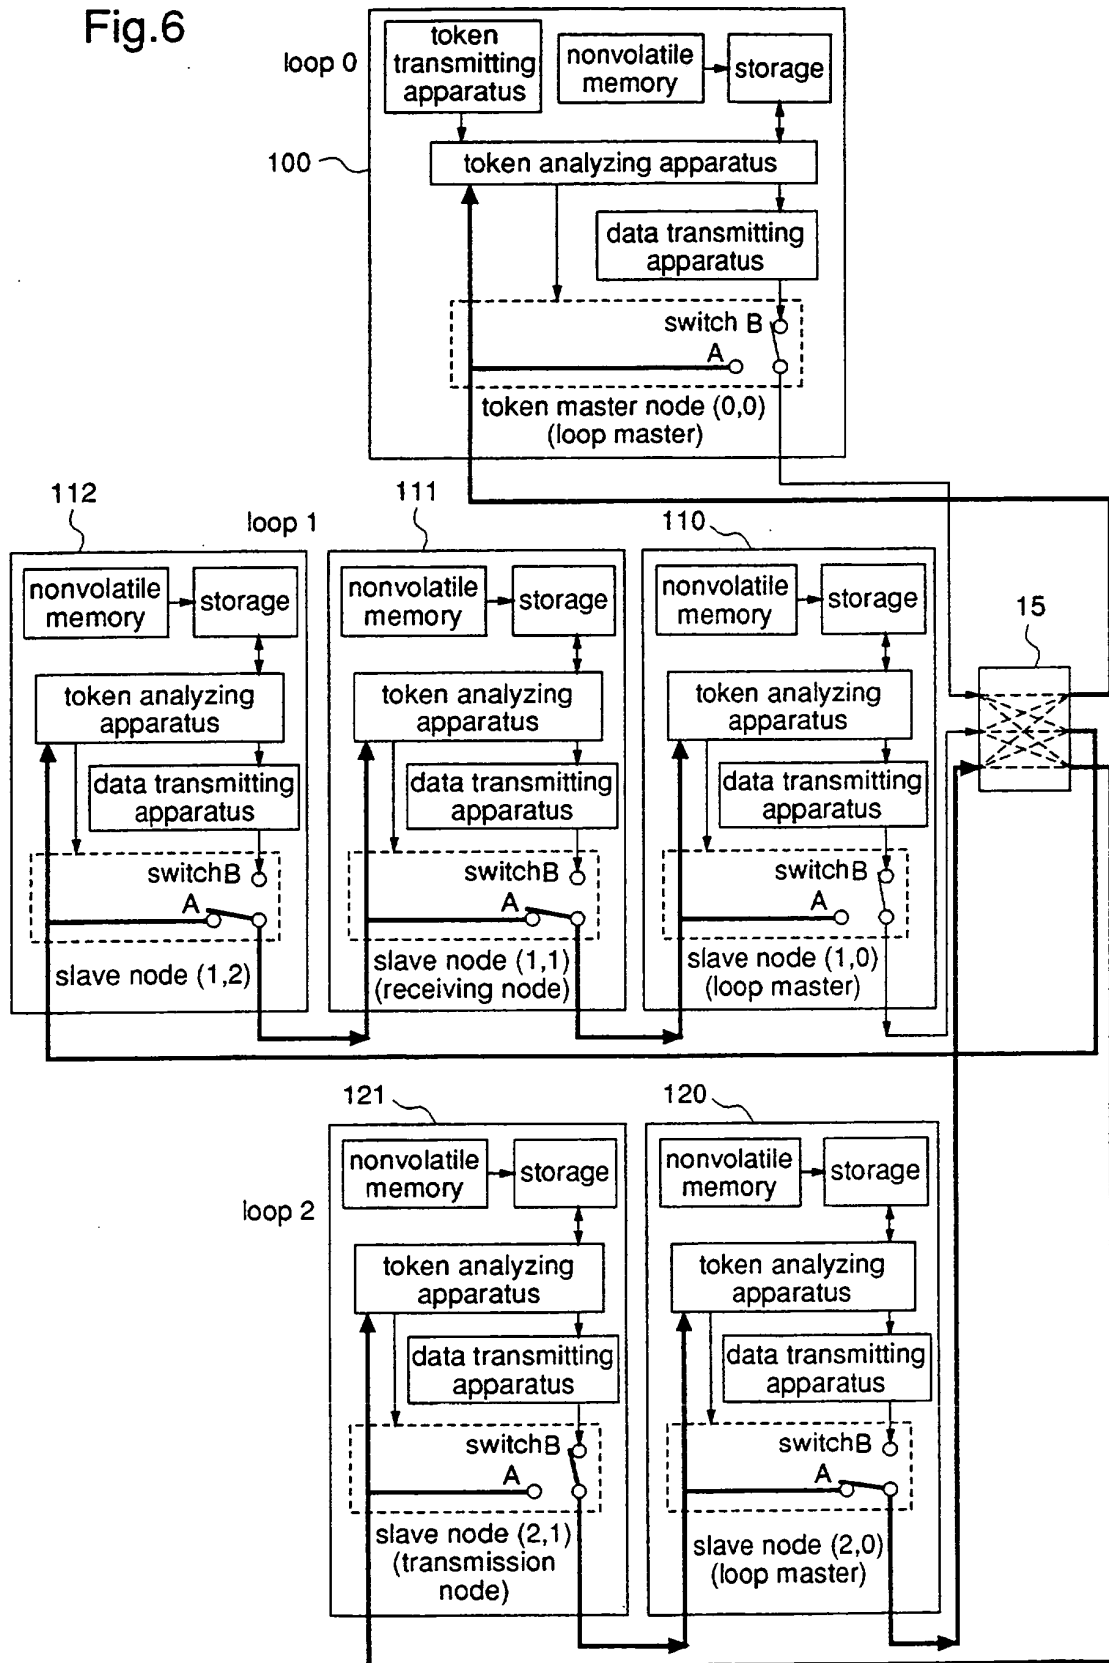 Fig.6
loop 0
token
transmitting
apparatus
nonvolatile
memory
storage
100
token analyzing apparatus
data transmitting
apparatus
switch B
A
token master node (0,0)
(loop master)
112
loop 1
111
110
15
nonvolatile
memory
storage
token analyzing
apparatus
data transmitting
apparatus
switchB
A
slave node (1,2)
nonvolatile
memory
storage
token analyzing
apparatus
data transmitting
apparatus
switchB
A
slave node (1,1)
(receiving node)
nonvolatile
memory
storage
token analyzing
apparatus
data transmitting
apparatus
switchB
A
slave node (1,0)
(loop master)
121
120
loop 2
nonvolatile
memory
storage
token analyzing
apparatus
data transmitting
apparatus
switchB
A
slave node (2,1)
(transmission
node)
nonvolatile
memory
storage
token analyzing
apparatus
data transmitting
apparatus
switchB
A
slave node (2,0)
(loop master)